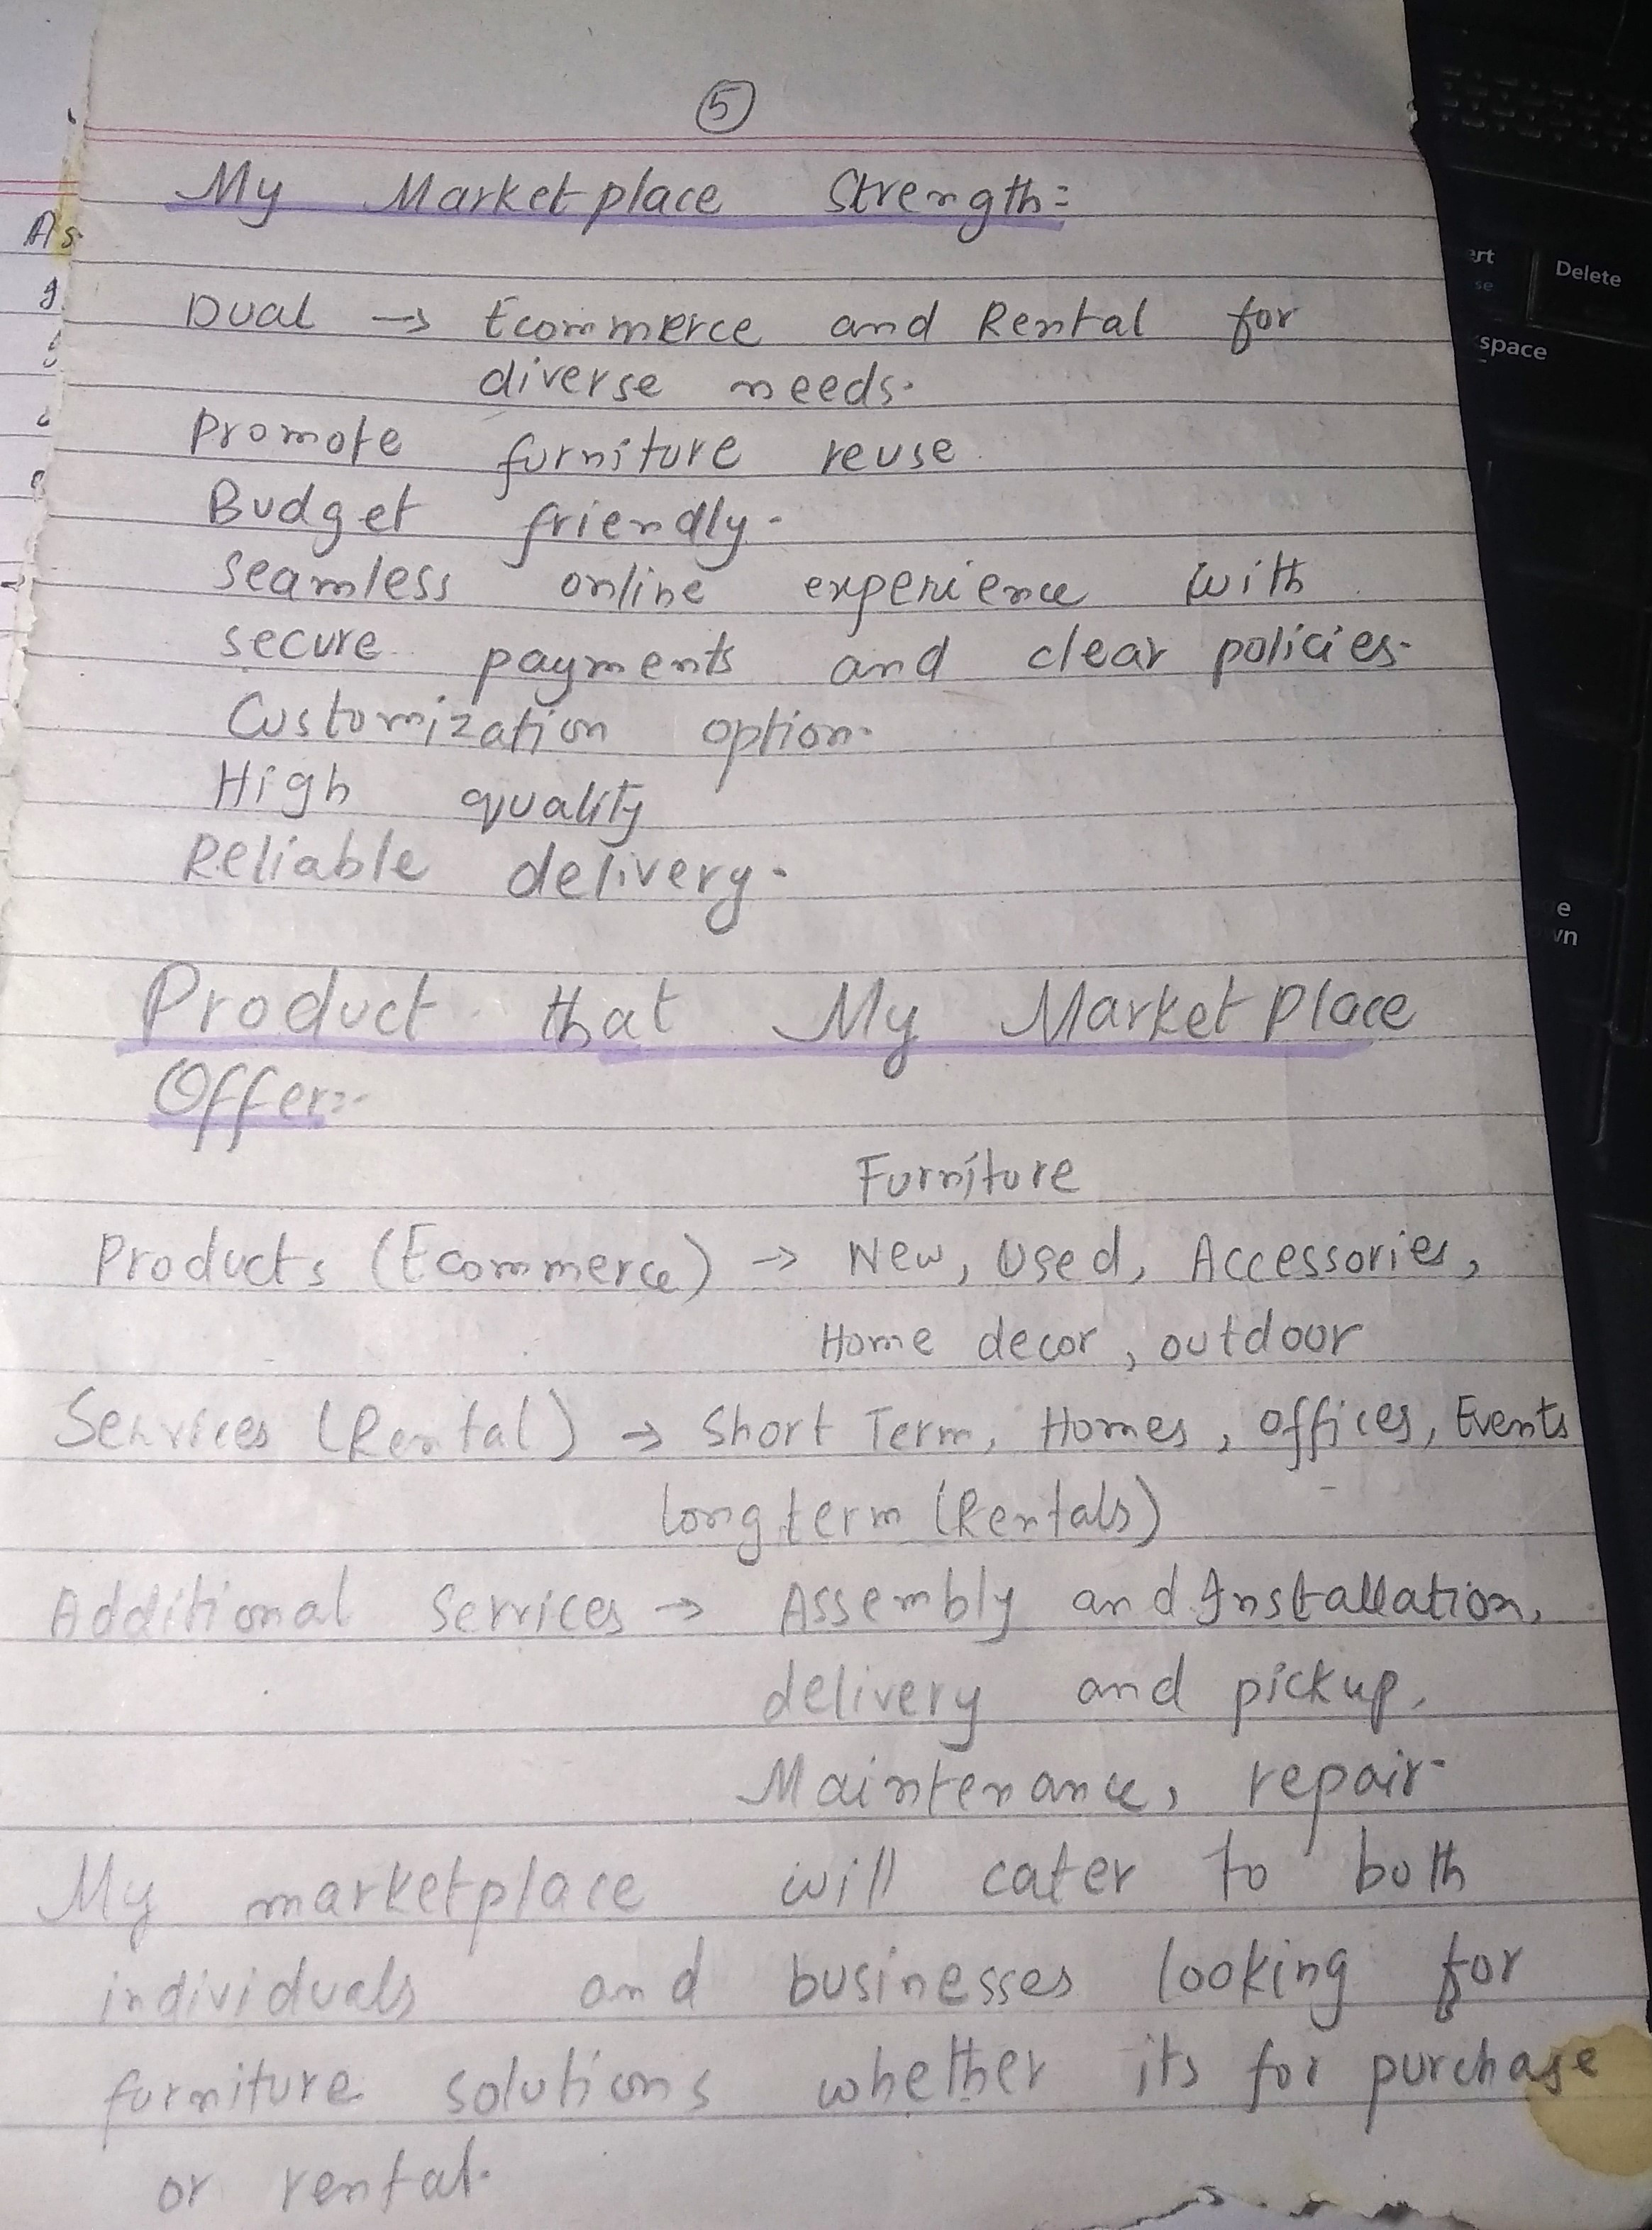 5
My Marketplace Strength:
Dual → Ecommerce and Rental for
diverse needs.
Promote furniture reuse.
Budget friendly.
Seamless online experience with
secure payments and clear policies.
Customization option.
High quality
Reliable delivery.
Product that My Market Place
Offer:-
Furniture
Products (Ecommerce) → New, Used, Accessories,
Home decor, outdoor
Services (Rental) → Short Term, Homes, offices, Events
long term (Rentals)
Additional Services → Assembly and Installation,
delivery and pickup,
Maintenance, repair.
My marketplace will cater to both
individuals and businesses looking for
furniture solutions whether its for purchase
or rental.
As
Delete
space